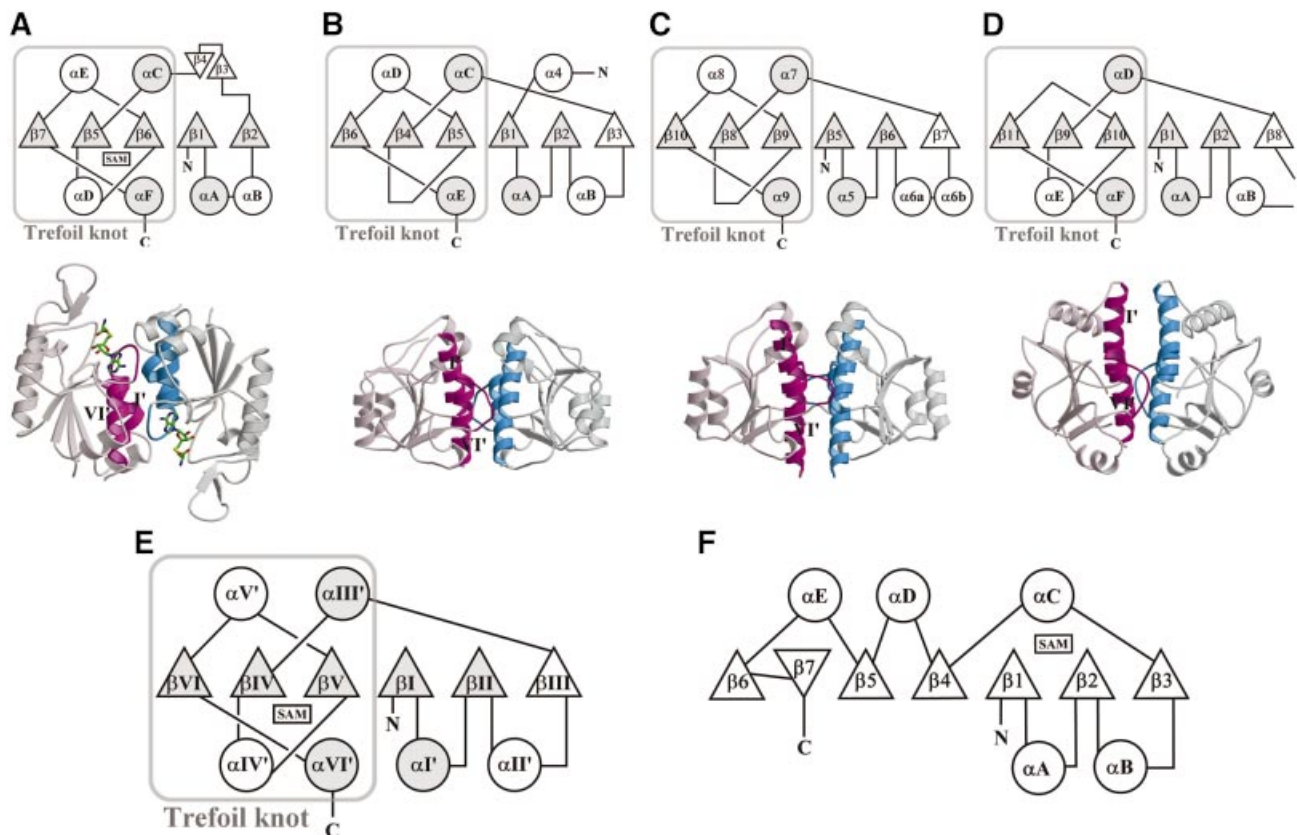 A
αE αC β4 β3
β7 β5 β6 β1 β2
SAM N
αD αF αA αB
Trefoil knot C
B
αD αC α4 N
β6 β4 β5 β1 β2 β3
αE αA αB
Trefoil knot C
C
α8 α7
β10 β8 β9 β5 β6 β7
N
α9 α5 α6a α6b
Trefoil knot C
D
αD
β11 β9 β10 β1 β2 β8
N
αE αF αA αB
Trefoil knot C
VI' I'
I'
VI'
VI'
I'
E
αV' αIII'
βVI βIV βV βI βII βIII
SAM N
αIV' αVI' αI' αII'
Trefoil knot C
F
αE αD αC
SAM
β6 β7 β5 β4 β1 β2 β3
C N
αA αB